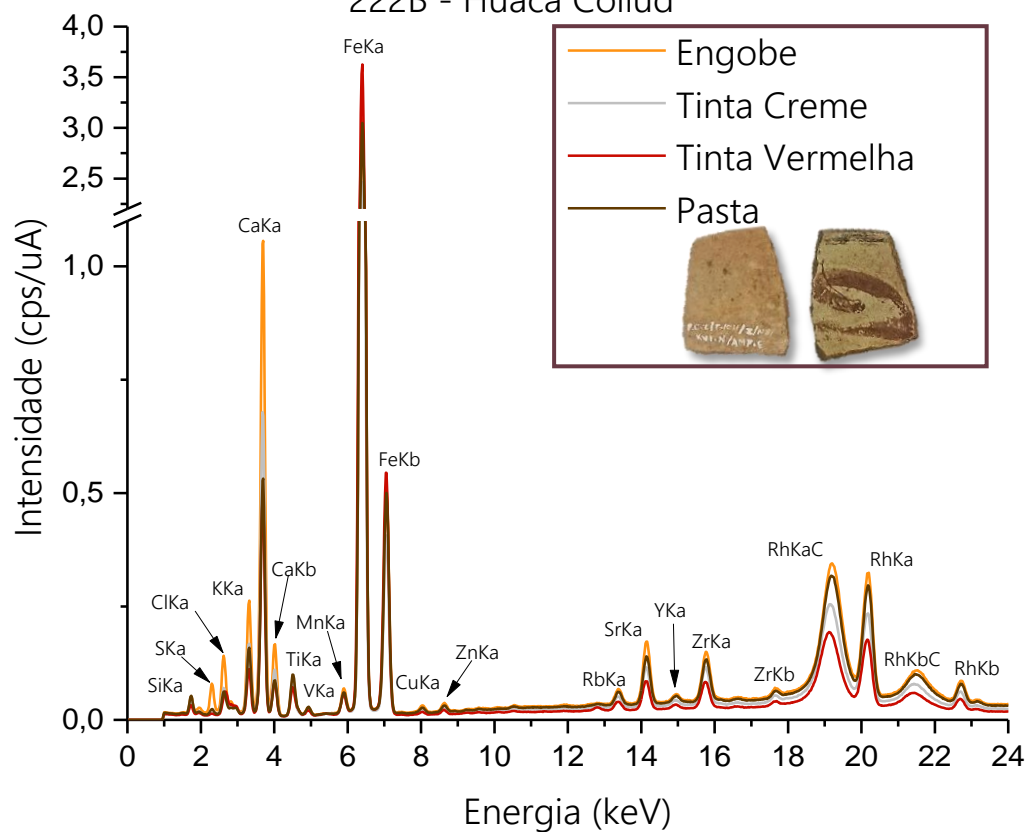 222B - Huaca Collud
4,0
3,5
3,0
2,5
1,0
0,5
0,0
Intensidade (cps/uA)
FeKa
CaKa
FeKb
KKa
CaKb
ClKa
SKa
SiKa
TiKa
VKa
MnKa
CuKa
ZnKa
RbKa
SrKa
YKa
ZrKa
ZrKb
RhKaC
RhKa
RhKbC
RhKb
Engobe
Tinta Creme
Tinta Vermelha
Pasta
0 2 4 6 8 10 12 14 16 18 20 22 24
Energia (keV)